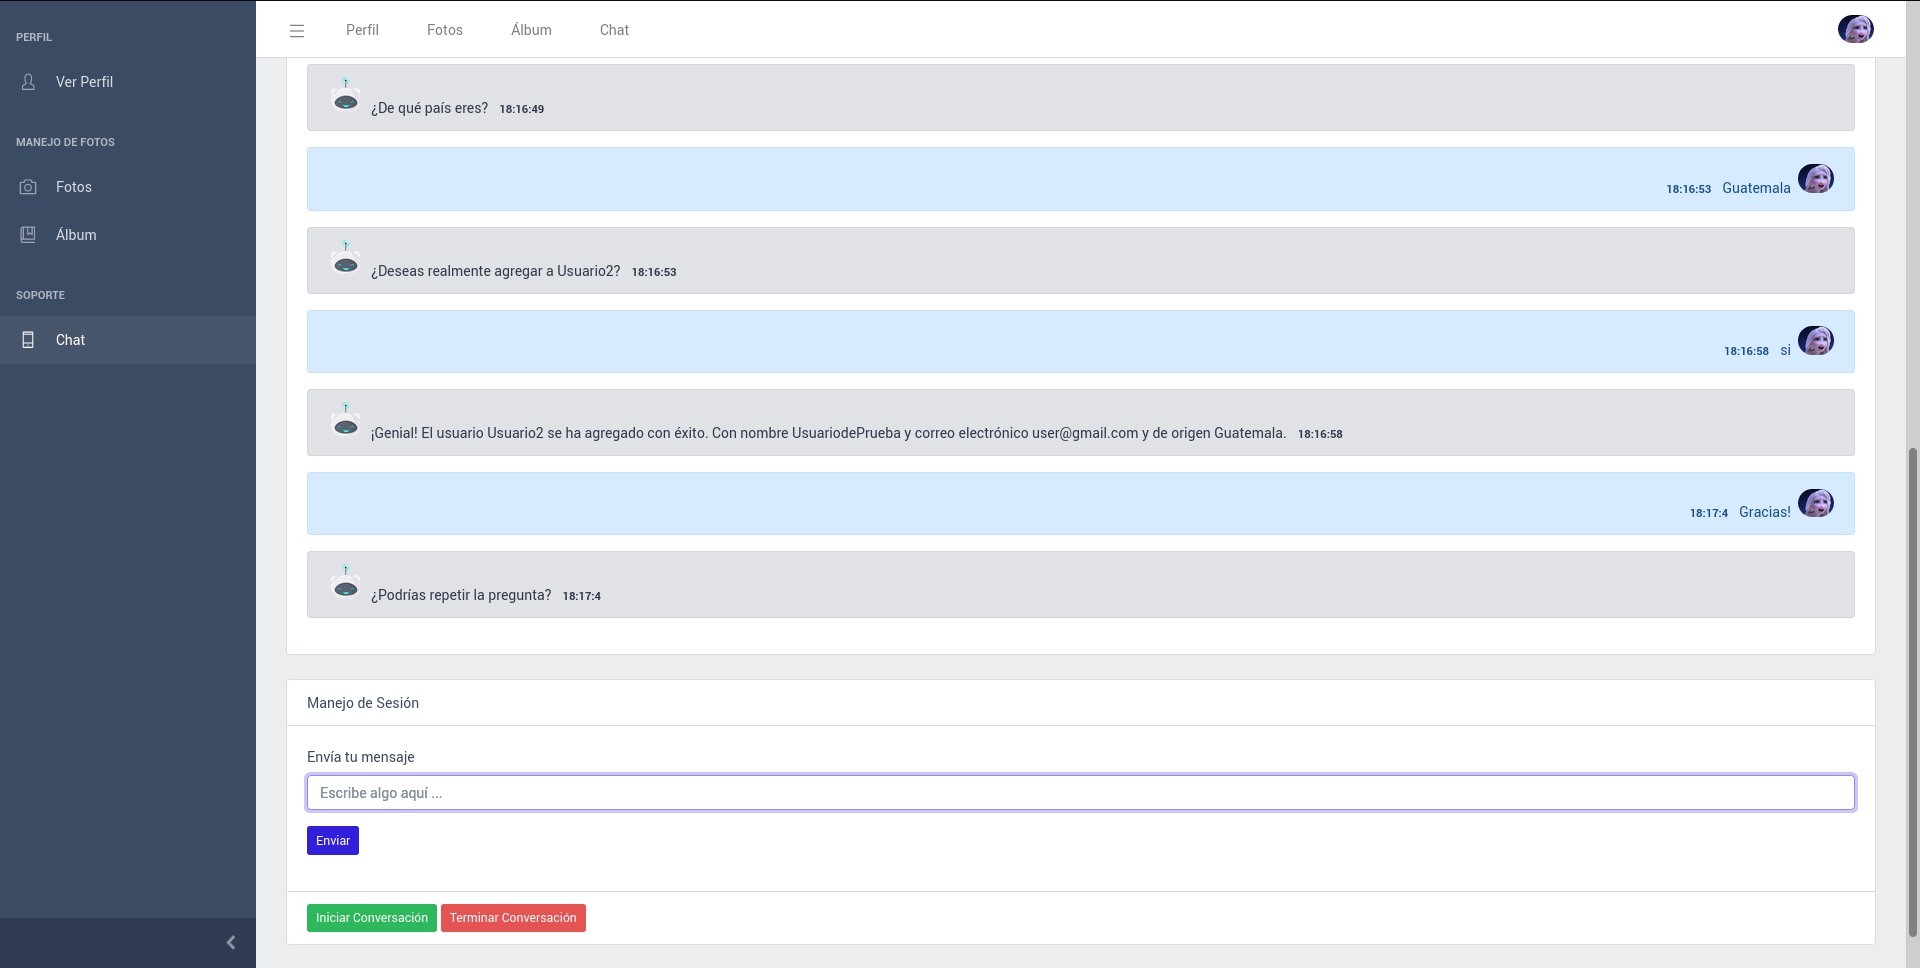 PERFIL
Ver Perfil
MANEJO DE FOTOS
Fotos
Álbum
SOPORTE
Chat
Perfil Fotos Álbum Chat
¿De qué país eres? 18:16:49
18:16:53 Guatemala
¿Deseas realmente agregar a Usuario2? 18:16:53
18:16:58 si
¡Genial! El usuario Usuario2 se ha agregado con éxito. Con nombre UsuariodePrueba y correo electrónico user@gmail.com y de origen Guatemala. 18:16:58
18:17:4 Gracias!
¿Podrías repetir la pregunta? 18:17:4
Manejo de Sesión
Envía tu mensaje
Escribe algo aquí ...
Enviar
Iniciar Conversación Terminar Conversación